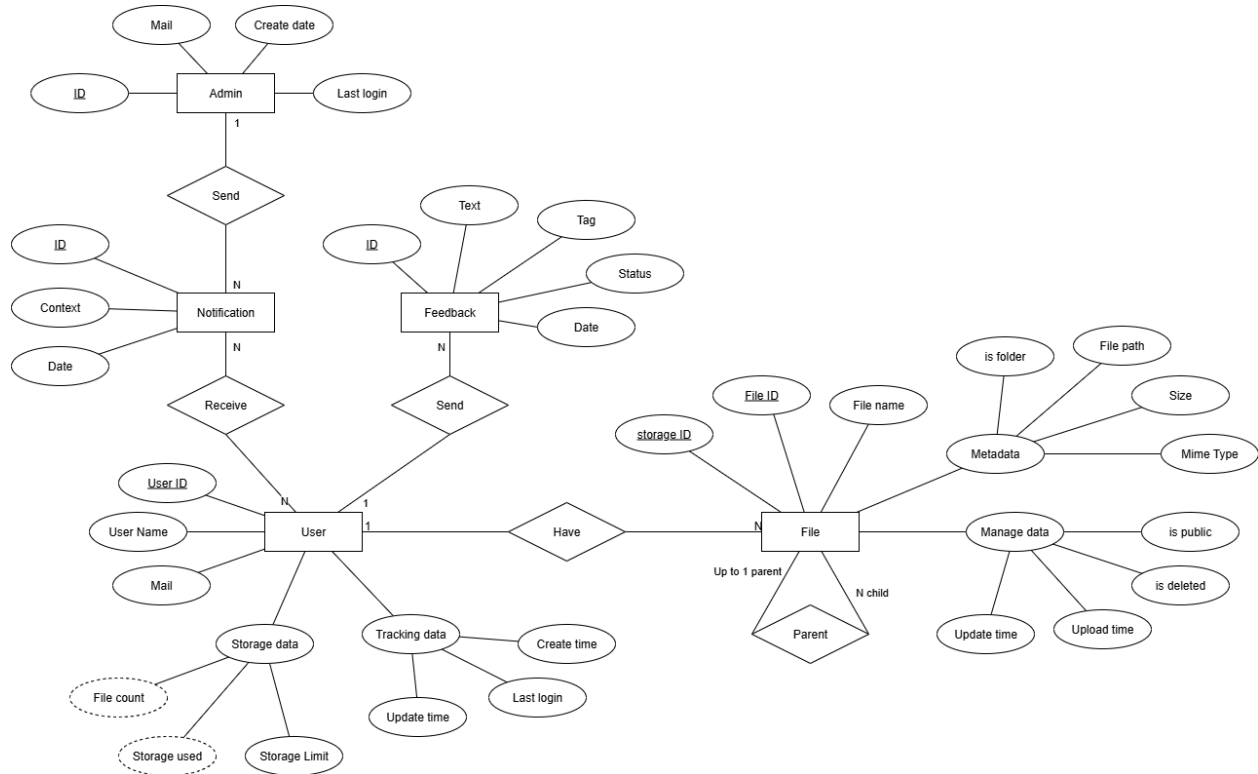 Mail
Create date
ID
Admin
Last login
1
Send
Text
Tag
ID
ID
Status
N
Context
Notification
Feedback
Date
Date
N
N
File path
is folder
File ID
Receive
Send
File name
Size
storage ID
Metadata
Mime Type
User ID
N
1
User Name
User
1
Have
N
File
Manage data
is public
Up to 1 parent
Mail
N child
is deleted
Tracking data
Parent
Update time
Upload time
Storage data
Create time
File count
Last login
Update time
Storage used
Storage Limit